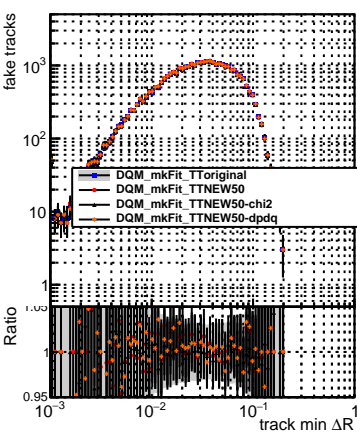 fake tracks
10³
10²
10
1
DQM_mkFit_TToriginal
DQM_mkFit_TTNEW50
DQM_mkFit_TTNEW50-chi2
DQM_mkFit_TTNEW50-dpdq
Ratio
1.05
1
0.95
10⁻³ 10⁻² 10⁻¹ 1
track min ΔR